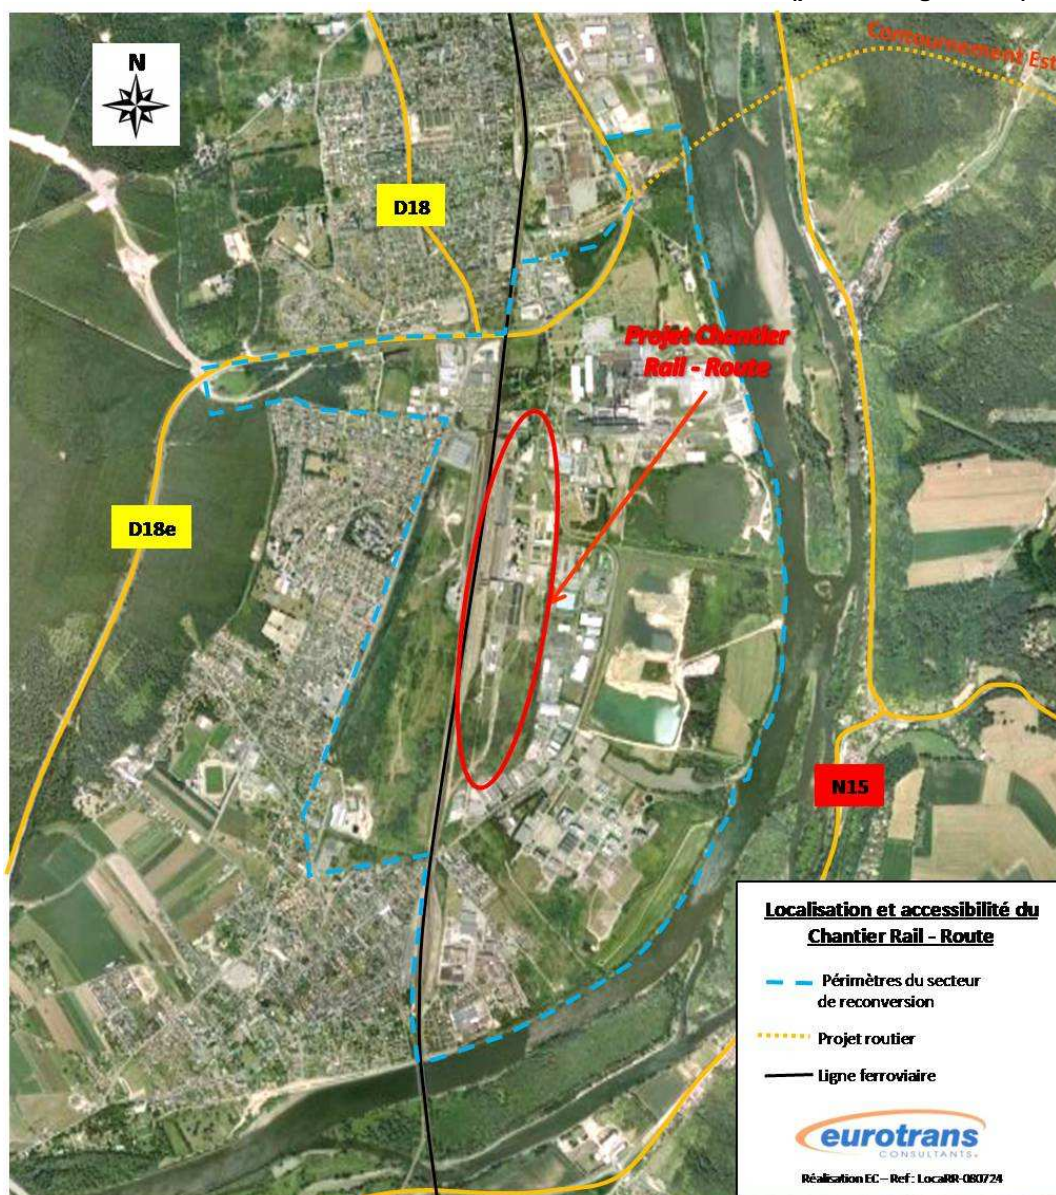 Contournement Est
N
D18
Projet Chantier
Rail - Route
D18e
N15
Localisation et accessibilité du
Chantier Rail - Route
Périmètres du secteur
de reconversion
Projet routier
Ligne ferroviaire
eurotrans
CONSULTANTS
Réalisation EC – Ref : LocaRR-080724